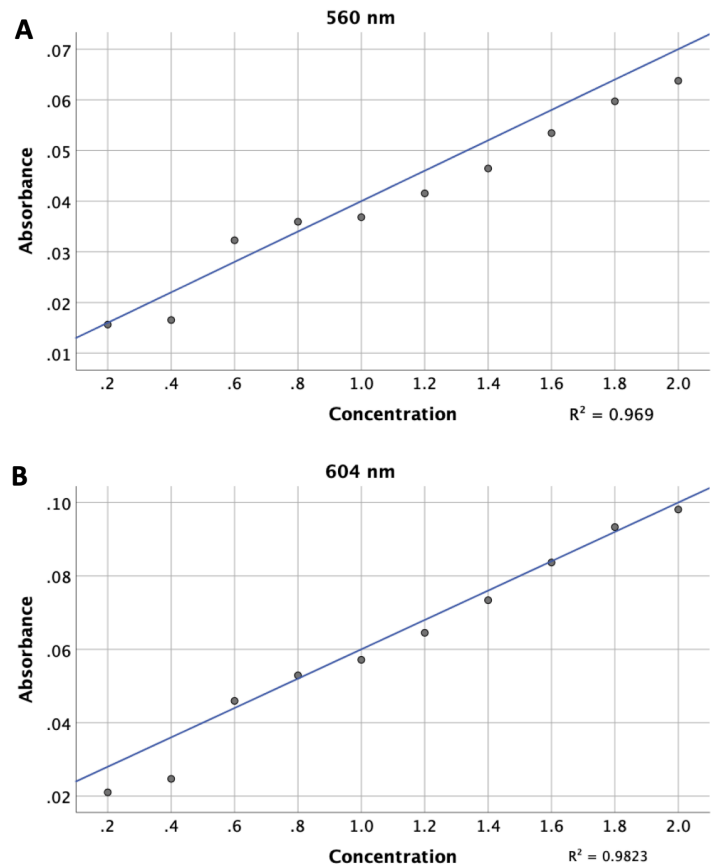 A
560 nm
Absorbance
.07
.06
.05
.04
.03
.02
.01
.2 .4 .6 .8 1.0 1.2 1.4 1.6 1.8 2.0
Concentration
R² = 0.969
B
604 nm
Absorbance
.10
.08
.06
.04
.02
.2 .4 .6 .8 1.0 1.2 1.4 1.6 1.8 2.0
Concentration
R² = 0.9823